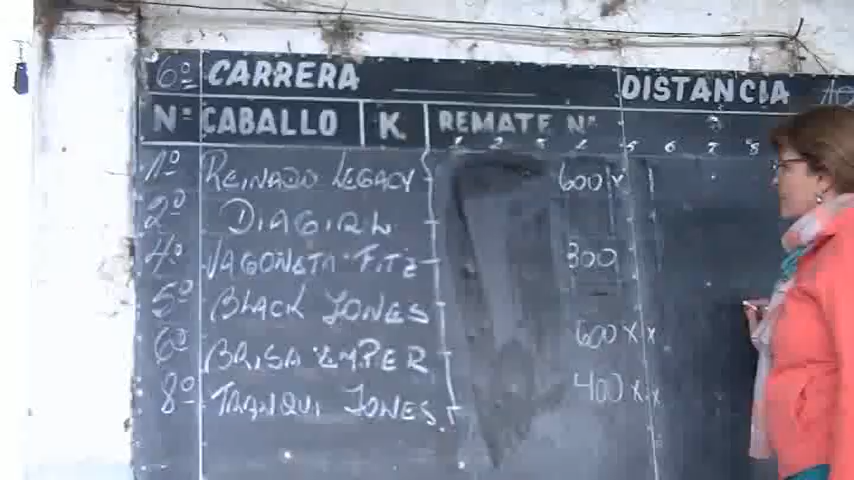 6º CARRERA DISTANCIA
Nº CABALLO K. REMATE Nº
1 2 3 4 5 6 7 8
1º REINADO LEGACY 600 x
2º DIAGIRL
4º VAGONETA FITZ 300
5º BLACK JONES
6º BRISA EMPER 600 x x
8º TRANQUI JONES 400 x x